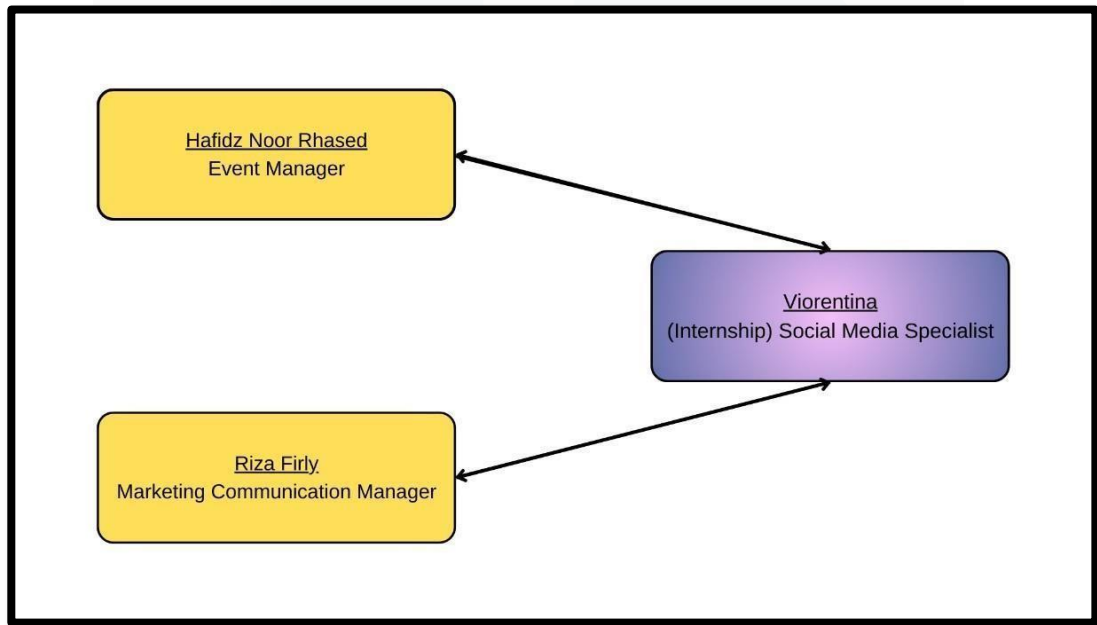 Hafidz Noor Rhased
Event Manager
Viorentina
(Internship) Social Media Specialist
Riza Firly
Marketing Communication Manager